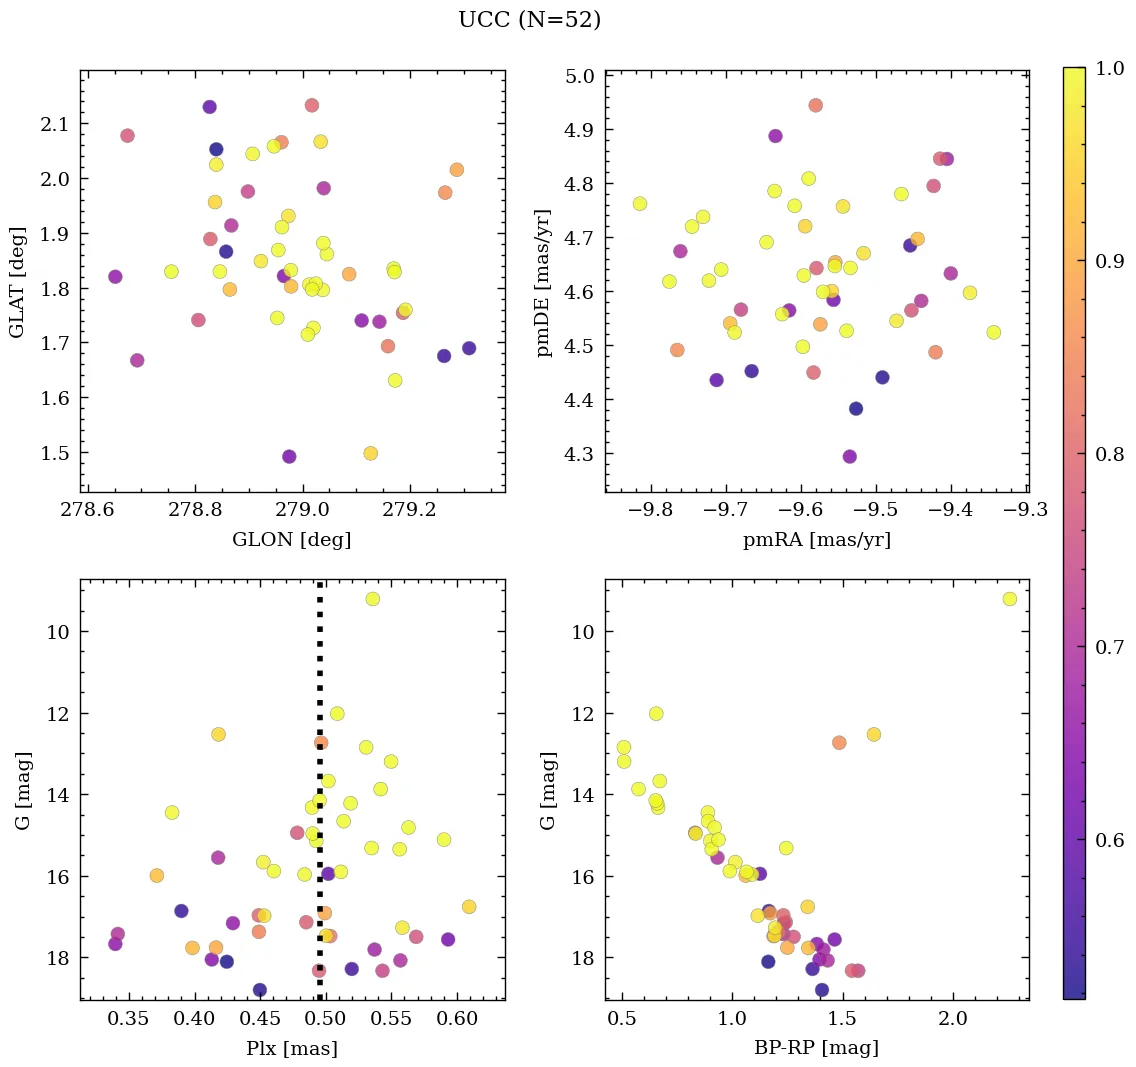 UCC (N=52)
2.1
2.0
1.9
1.8
1.7
1.6
1.5
GLAT [deg]
278.6 278.8 279.0 279.2
GLON [deg]
5.0
4.9
4.8
4.7
4.6
4.5
4.4
4.3
pmDE [mas/yr]
−9.8 −9.7 −9.6 −9.5 −9.4 −9.3
pmRA [mas/yr]
10
12
14
16
18
G [mag]
0.35 0.40 0.45 0.50 0.55 0.60
Plx [mas]
10
12
14
16
18
G [mag]
0.5 1.0 1.5 2.0
BP-RP [mag]
1.0
0.9
0.8
0.7
0.6